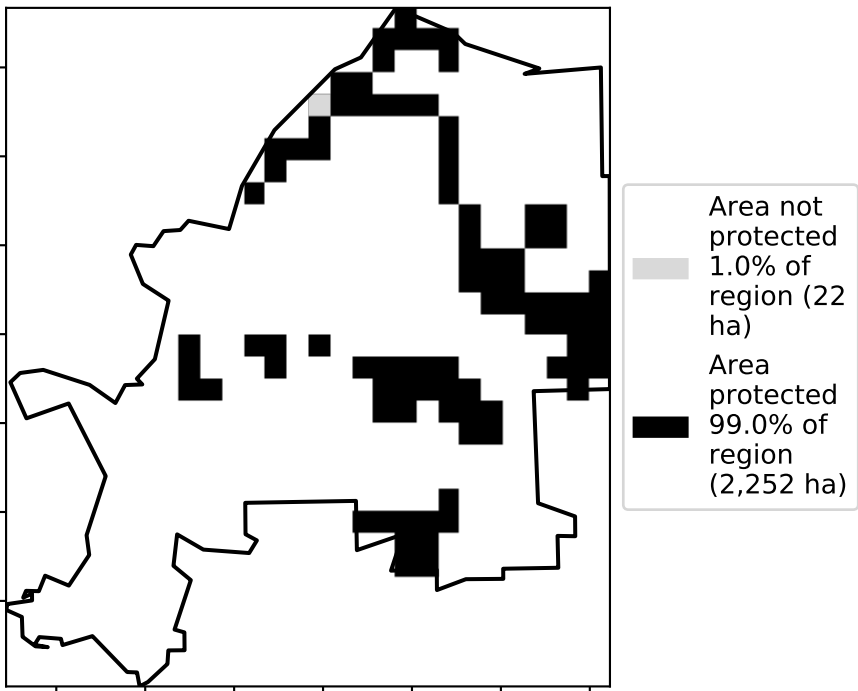 Area not
protected
1.0% of
region (22
ha)
Area
protected
99.0% of
region
(2,252 ha)